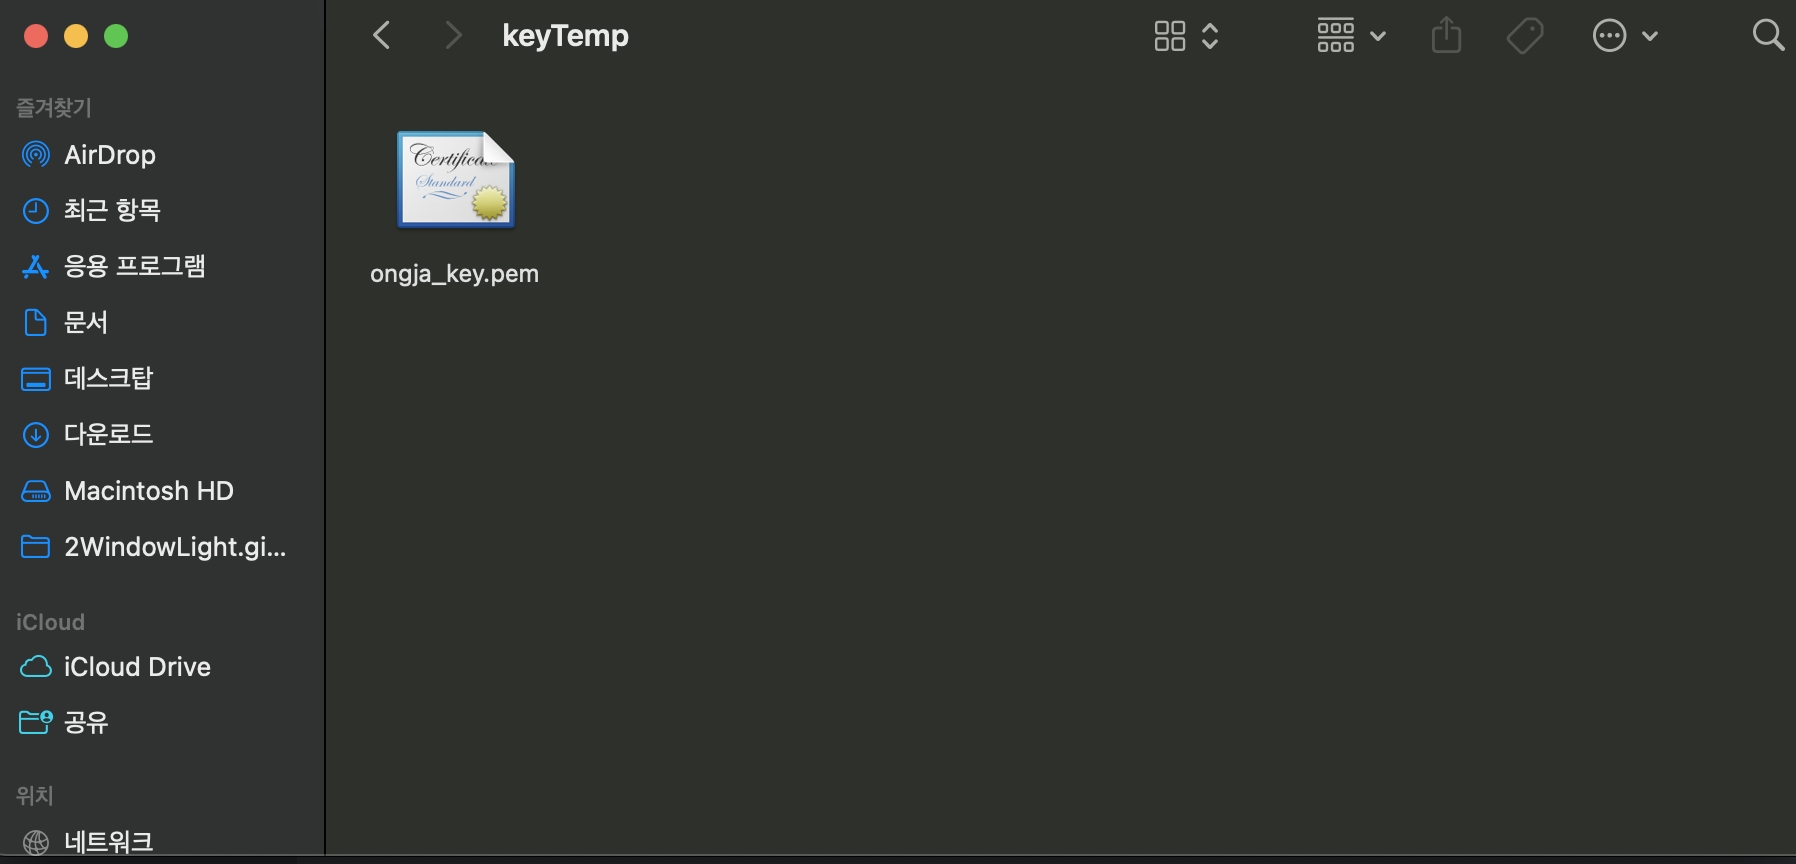 keyTemp
즐겨찾기
AirDrop
최근 항목
응용 프로그램
문서
데스크탑
다운로드
Macintosh HD
2WindowLight.gi...
iCloud
iCloud Drive
공유
위치
네트워크
Certificate
Standard
ongja_key.pem